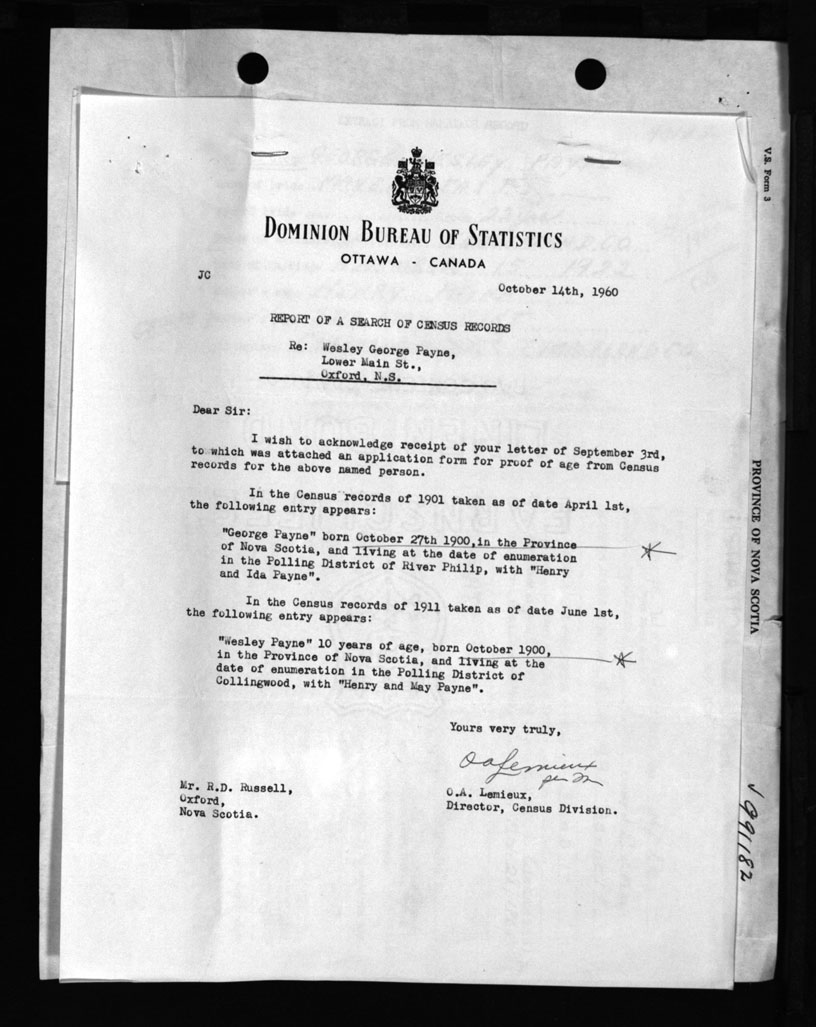 DOMINION BUREAU OF STATISTICS
OTTAWA - CANADA
JC
October 14th, 1960
REPORT OF A SEARCH OF CENSUS RECORDS
Re: Wesley George Payne,
Lower Main St.,
Oxford, N.S.
Dear Sir:
I wish to acknowledge receipt of your letter of September 3rd,
to which was attached an application form for proof of age from Census
records for the above named person.
In the Census records of 1901 taken as of date April 1st,
the following entry appears:
"George Payne" born October 27th 1900,in the Province
of Nova Scotia, and living at the date of enumeration
in the Polling District of River Philip, with "Henry
and Ida Payne".
In the Census records of 1911 taken as of date June 1st,
the following entry appears:
"Wesley Payne" 10 years of age, born October 1900,
in the Province of Nova Scotia, and living at the
date of enumeration in the Polling District of
Collingwood, with "Henry and May Payne".
Yours very truly,
OALemieux
per
O.A. Lemieux,
Director, Census Division.
Mr. R.D. Russell,
Oxford,
Nova Scotia.
V.S. Form 3
PROVINCE OF NOVA SCOTIA
991182